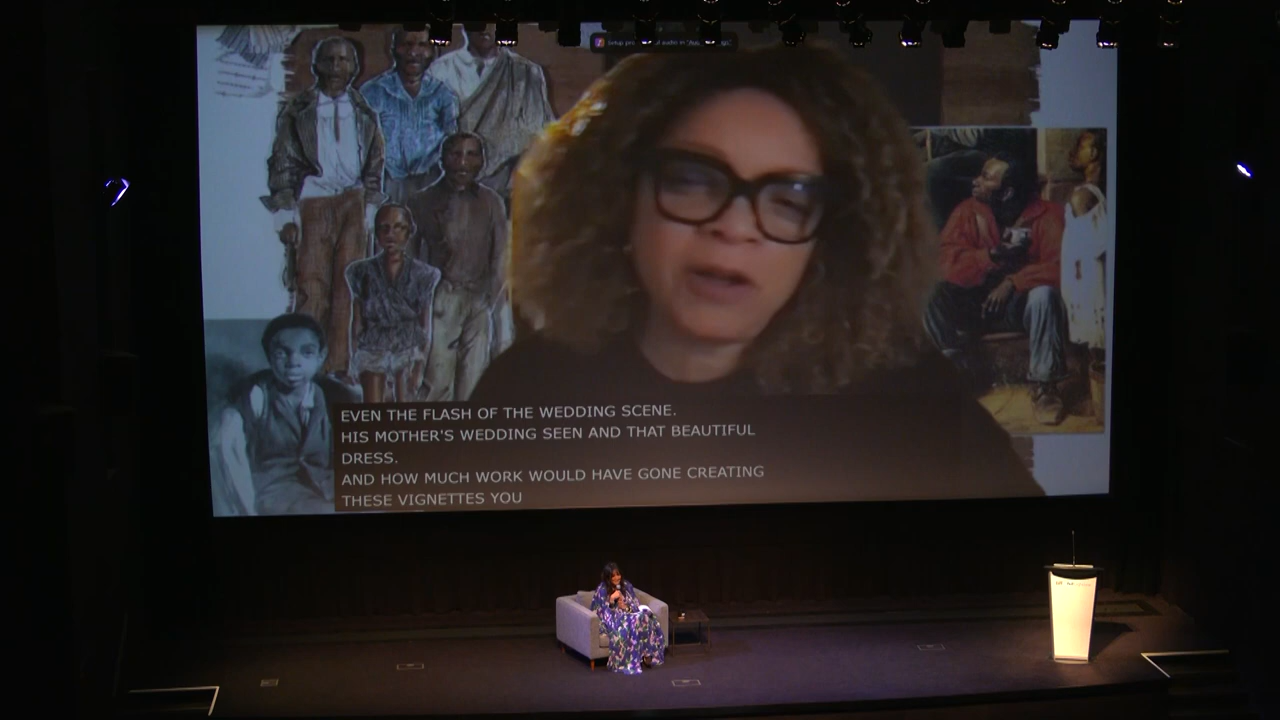 EVEN THE FLASH OF THE WEDDING SCENE.
HIS MOTHER'S WEDDING SEEN AND THAT BEAUTIFUL
DRESS.
AND HOW MUCH WORK WOULD HAVE GONE CREATING
THESE VIGNETTES YOU